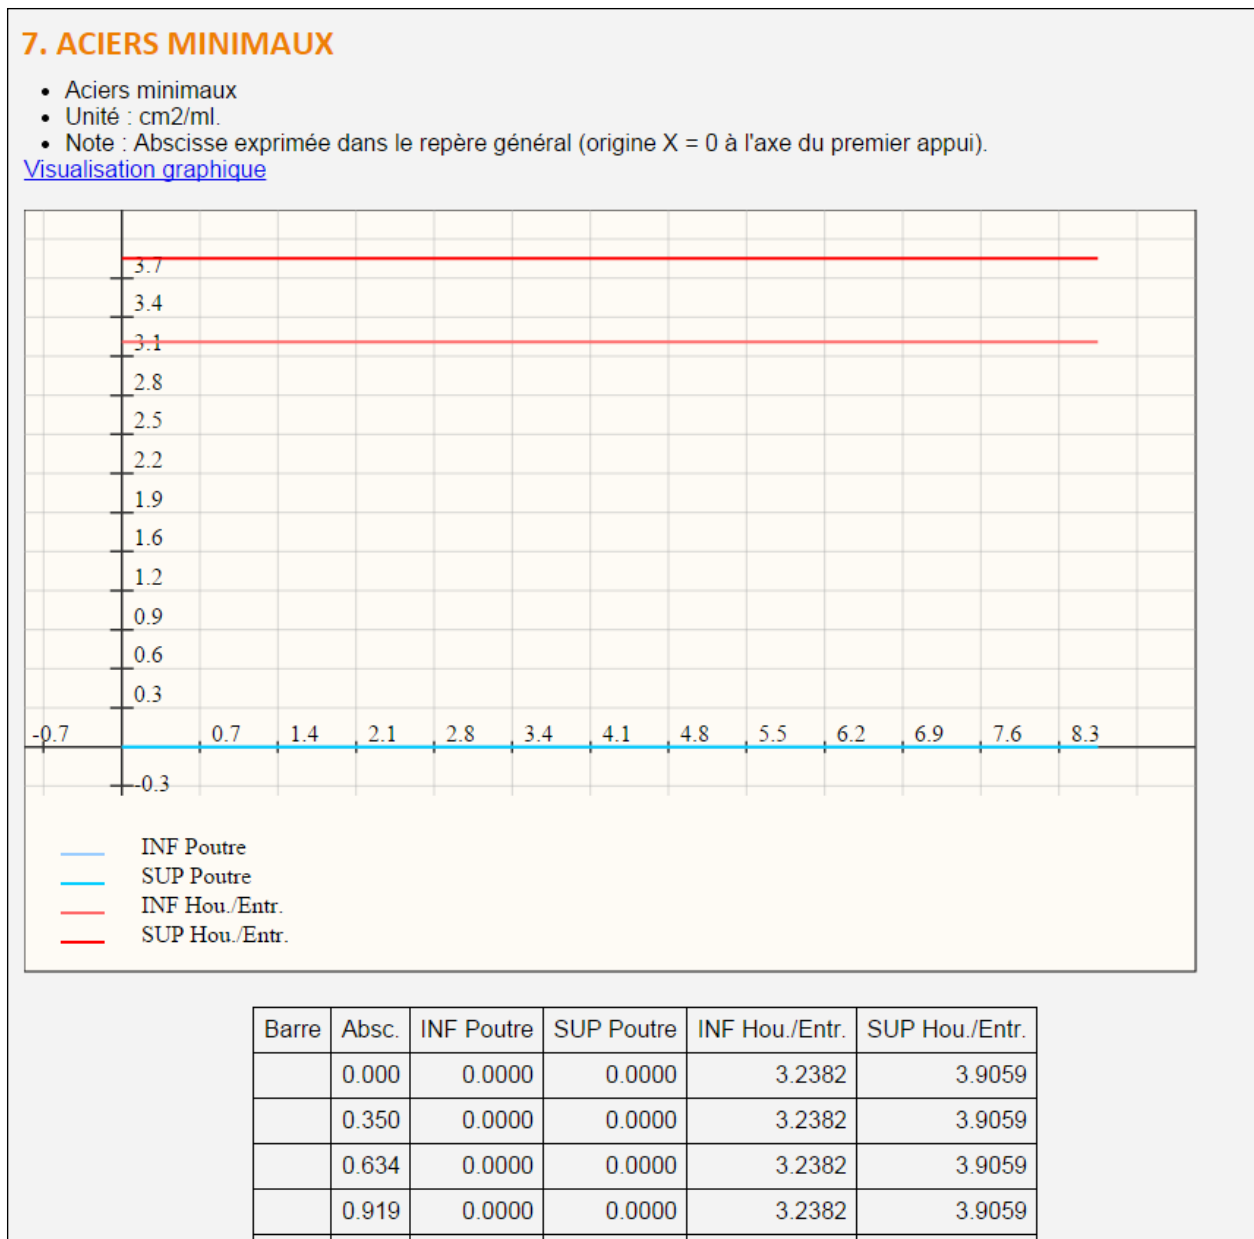 7. ACIERS MINIMAUX
• Aciers minimaux
• Unité : cm2/ml.
• Note : Abscisse exprimée dans le repère général (origine X = 0 à l'axe du premier appui).
Visualisation graphique
3.7
3.4
3.1
2.8
2.5
2.2
1.9
1.6
1.2
0.9
0.6
0.3
-0.7 0.7 1.4 2.1 2.8 3.4 4.1 4.8 5.5 6.2 6.9 7.6 8.3
-0.3
INF Poutre
SUP Poutre
INF Hou./Entr.
SUP Hou./Entr.
Barre Absc. INF Poutre SUP Poutre INF Hou./Entr. SUP Hou./Entr.
0.000 0.0000 0.0000 3.2382 3.9059
0.350 0.0000 0.0000 3.2382 3.9059
0.634 0.0000 0.0000 3.2382 3.9059
0.919 0.0000 0.0000 3.2382 3.9059